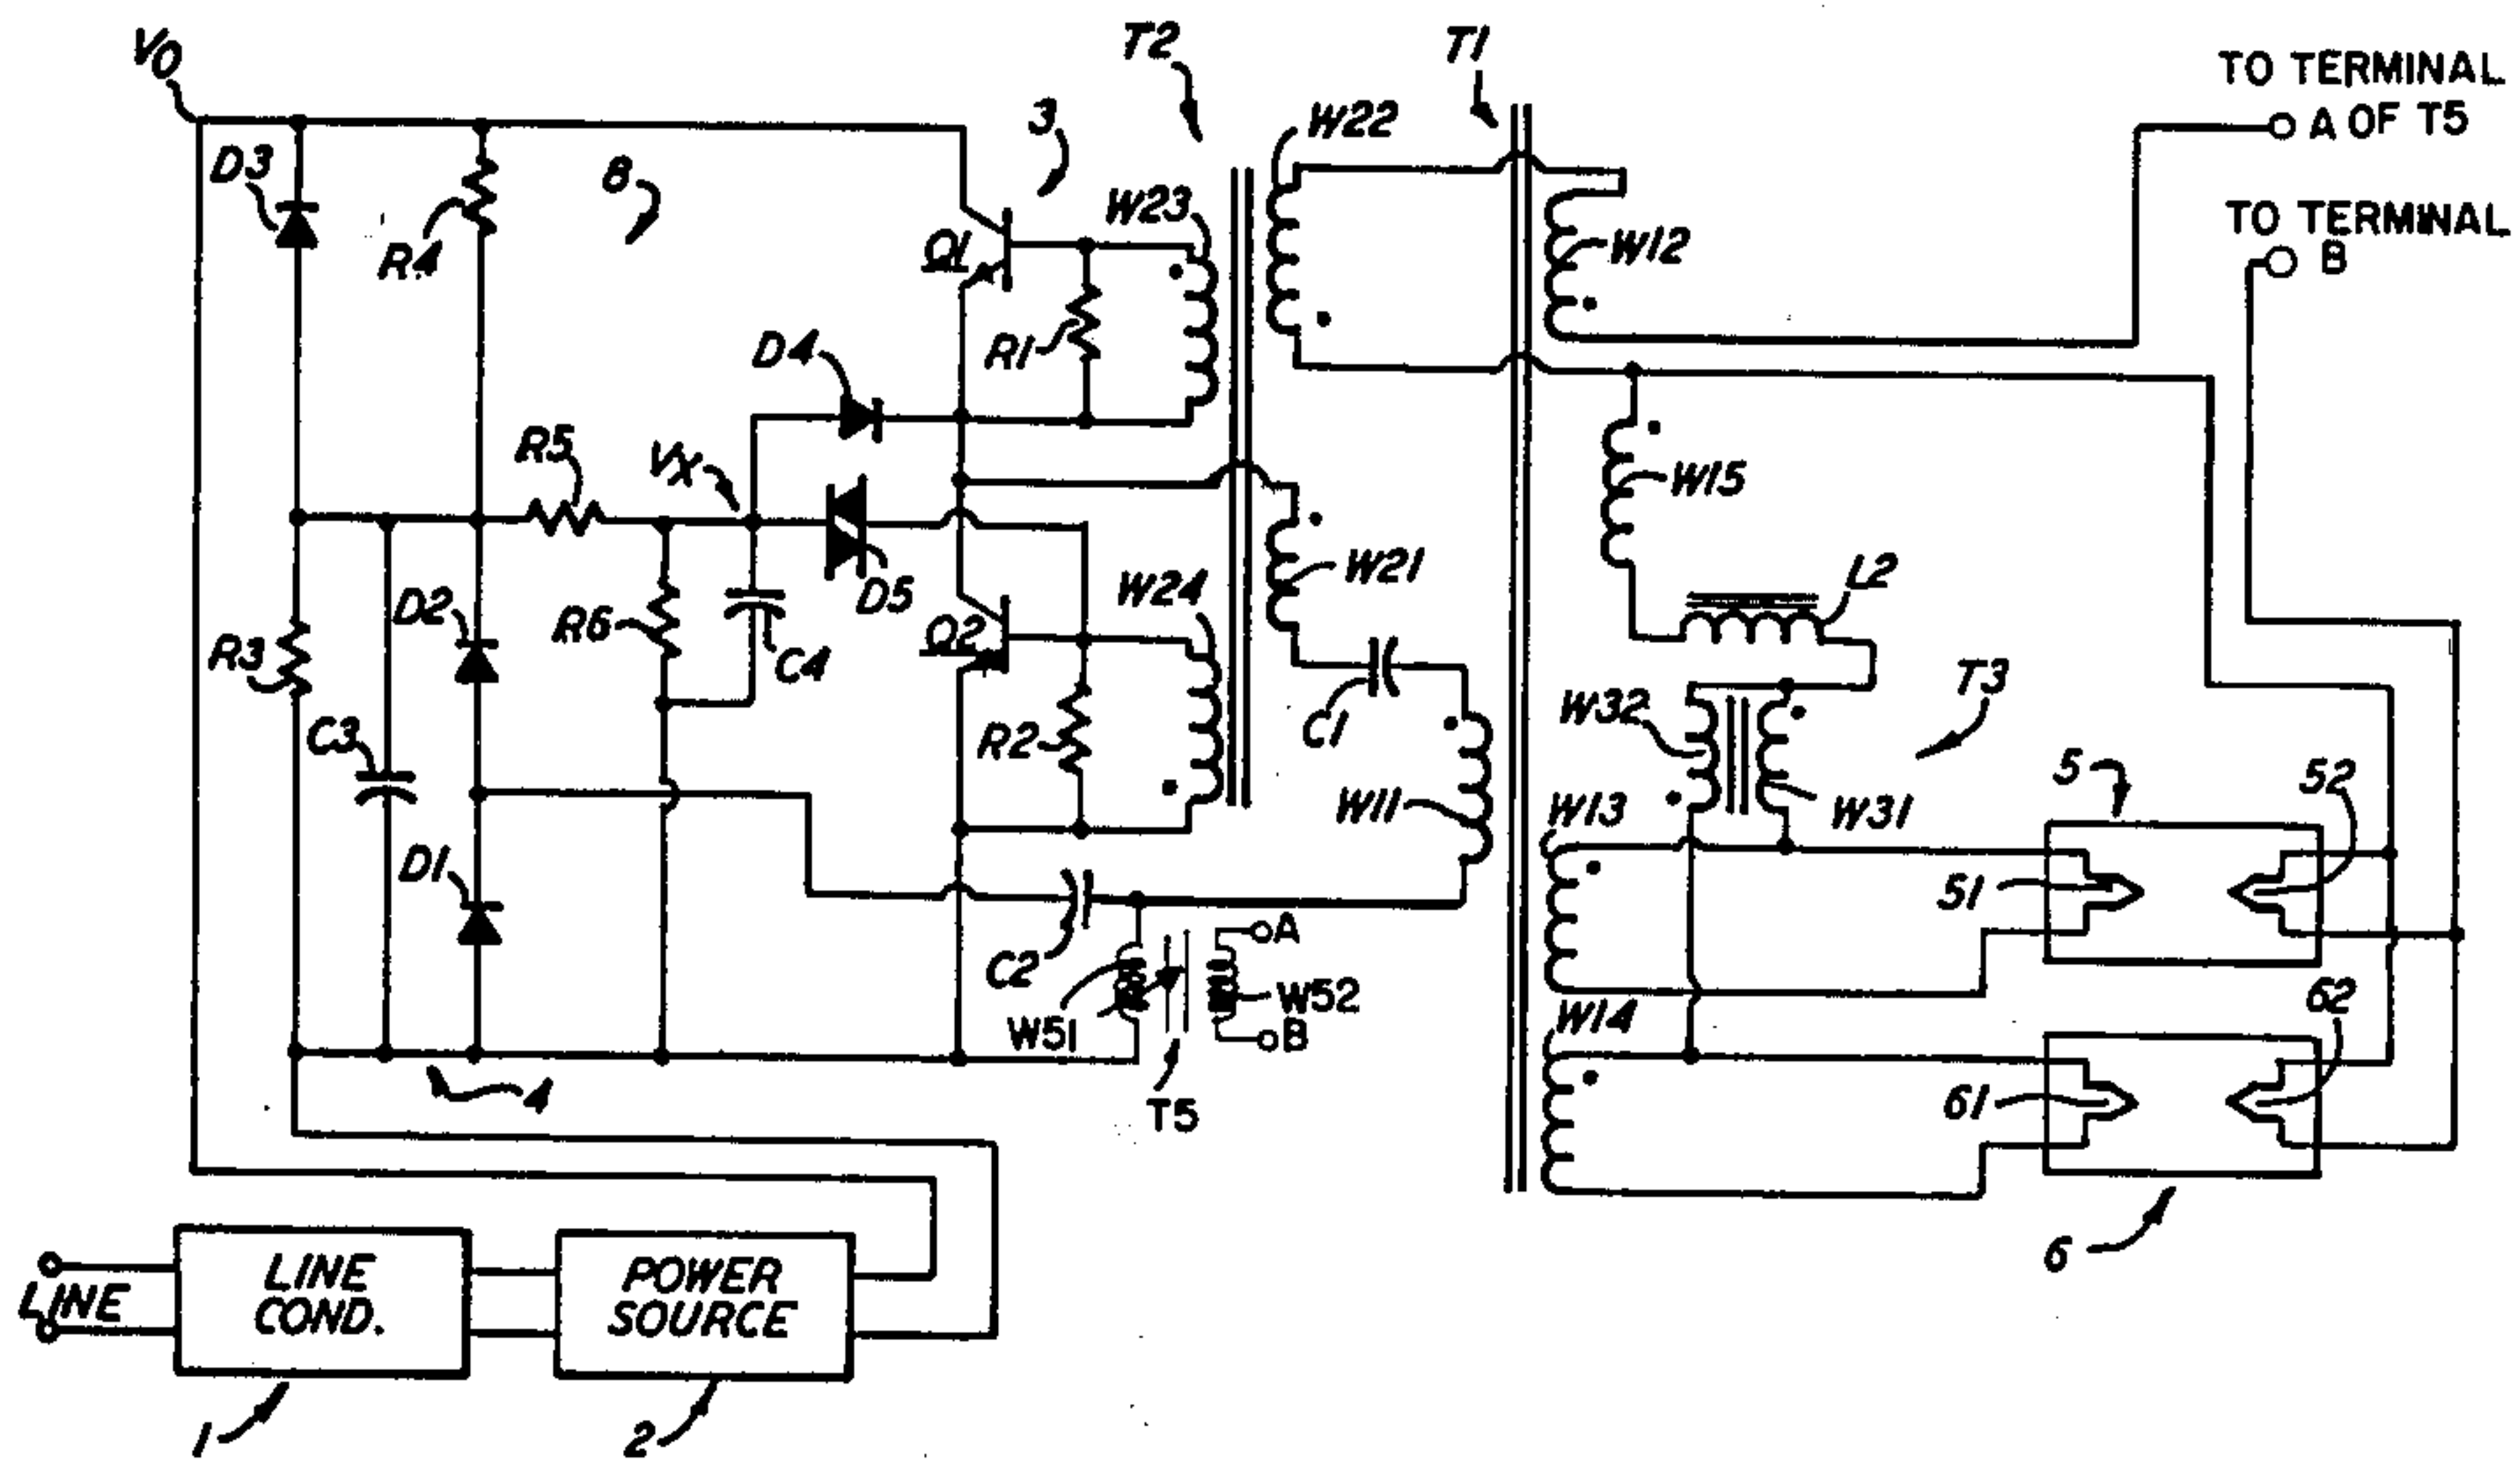 VO
T2
T1
TO TERMINAL
A OF T5
TO TERMINAL
B
D3
R4
8
3
W23
W22
W12
Q1
R1
D4
R5
VX
W15
D5
W24
W21
L2
D2
R6
C4
Q2
R2
C1
W32
T3
R3
C3
W11
W13
W31
5
52
D1
51
C2
A
W51
W52
B
W14
62
61
4
T5
6
LINE
LINE
COND.
POWER
SOURCE
1
2